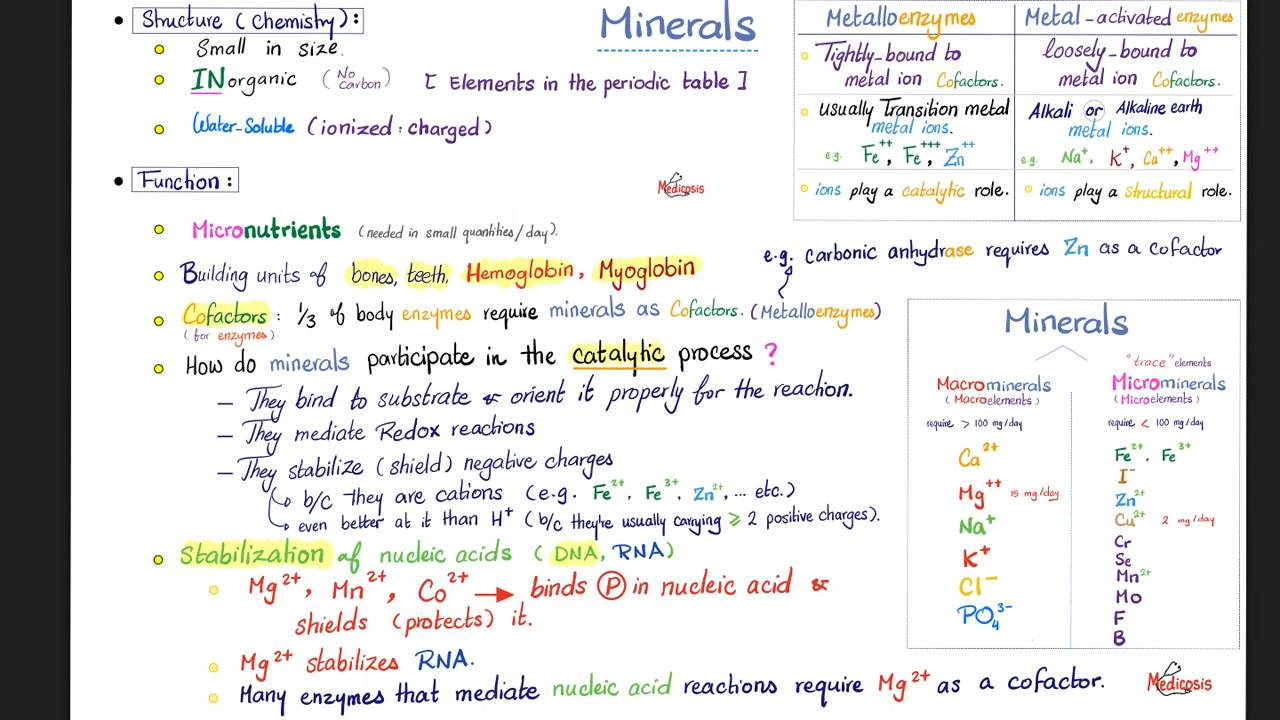 Minerals
Structure (Chemistry):
Small in size.
INorganic (No carbon) [Elements in the periodic table]
Water-Soluble (ionized: charged)
Function:
Medicosis
Micronutrients (needed in small quantities/day).
Building units of bones, teeth, Hemoglobin, Myoglobin
Cofactors: 1/3 of body enzymes require minerals as Cofactors. (Metalloenzymes)
(for enzymes)
e.g. carbonic anhydrase requires Zn as a cofactor
How do minerals participate in the catalytic process?
– They bind to substrate & orient it properly for the reaction.
– They mediate Redox reactions
– They stabilize (shield) negative charges
b/c they are cations (e.g. Fe2+, Fe3+, Zn2+, ... etc.)
even better at it than H+ (b/c they're usually carrying ≥ 2 positive charges).
Stabilization of nucleic acids (DNA, RNA)
Mg2+, Mn2+, Co2+ → binds P in nucleic acid &
shields (protects) it.
Mg2+ stabilizes RNA.
Many enzymes that mediate nucleic acid reactions require Mg2+ as a cofactor.
Metalloenzymes
Tightly-bound to
metal ion Cofactors.
usually Transition metal
metal ions.
e.g. Fe++, Fe+++, Zn++
ions play a catalytic role.
Metal-activated enzymes
loosely-bound to
metal ion Cofactors.
Alkali or Alkaline earth
metal ions.
e.g. Na+, K+, Ca++, Mg++
ions play a structural role.
Minerals
Macrominerals
(Macroelements)
require > 100 mg/day
Ca2+
Mg++ 15 mg/day
Na+
K+
Cl−
PO4 3−
"trace" elements
Microminerals
(Microelements)
require < 100 mg/day
Fe2+, Fe3+
I−
Zn2+
Cu2+ 2 mg/day
Cr
Se
Mn2+
Mo
F
B
Medicosis